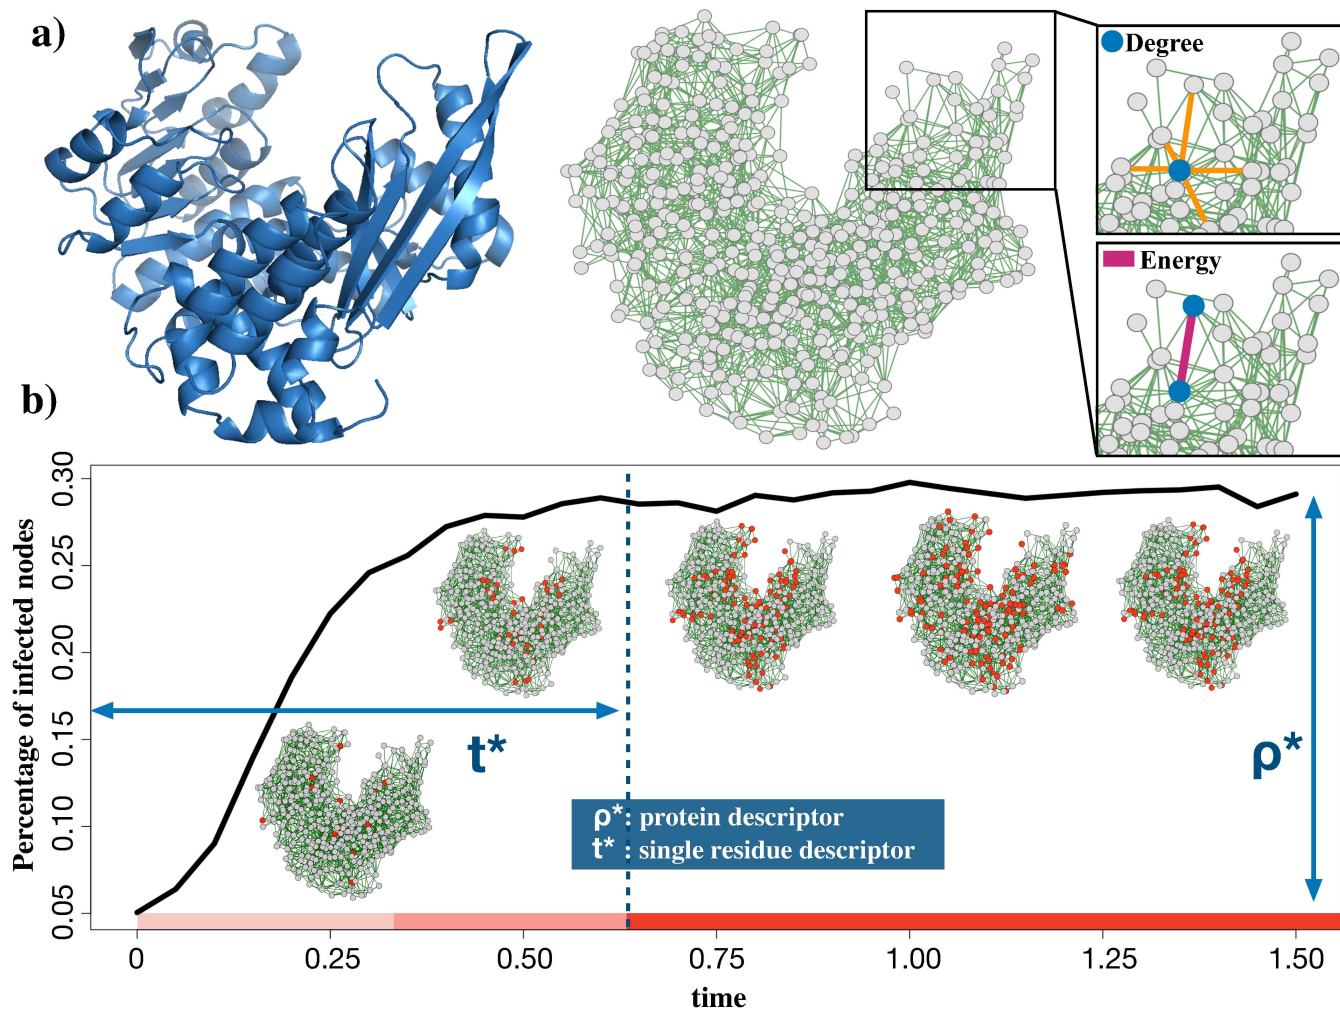 a)
Degree
Energy
b)
Percentage of infected nodes
0.30
0.25
0.20
0.15
0.10
0.05
t*
ρ*
ρ*: protein descriptor
t* : single residue descriptor
0
0.25
0.50
0.75
1.00
1.25
1.50
time